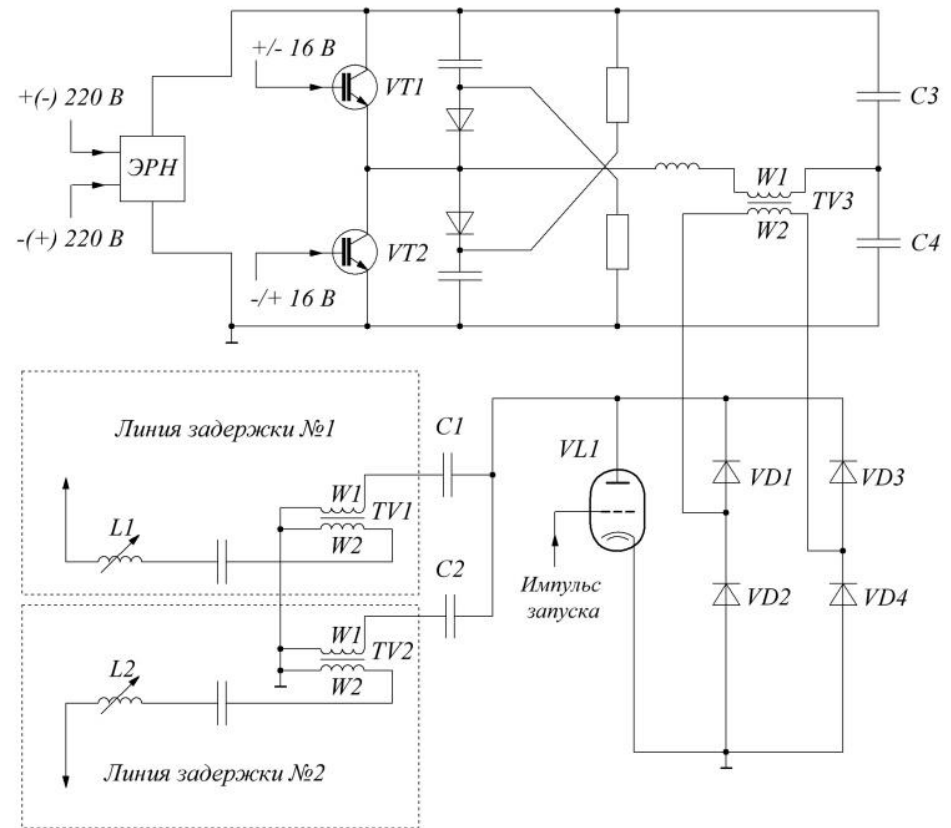 +/- 16 В
VT1
+(-) 220 В
ЭРН
-(+) 220 В
C3
W1
TV3
W2
VT2
C4
-/+ 16 В
Линия задержки №1
C1
VL1
W1
TV1
W2
L1
VD1
VD3
C2
Импульс
запуска
VD2
VD4
W1
TV2
W2
L2
Линия задержки №2